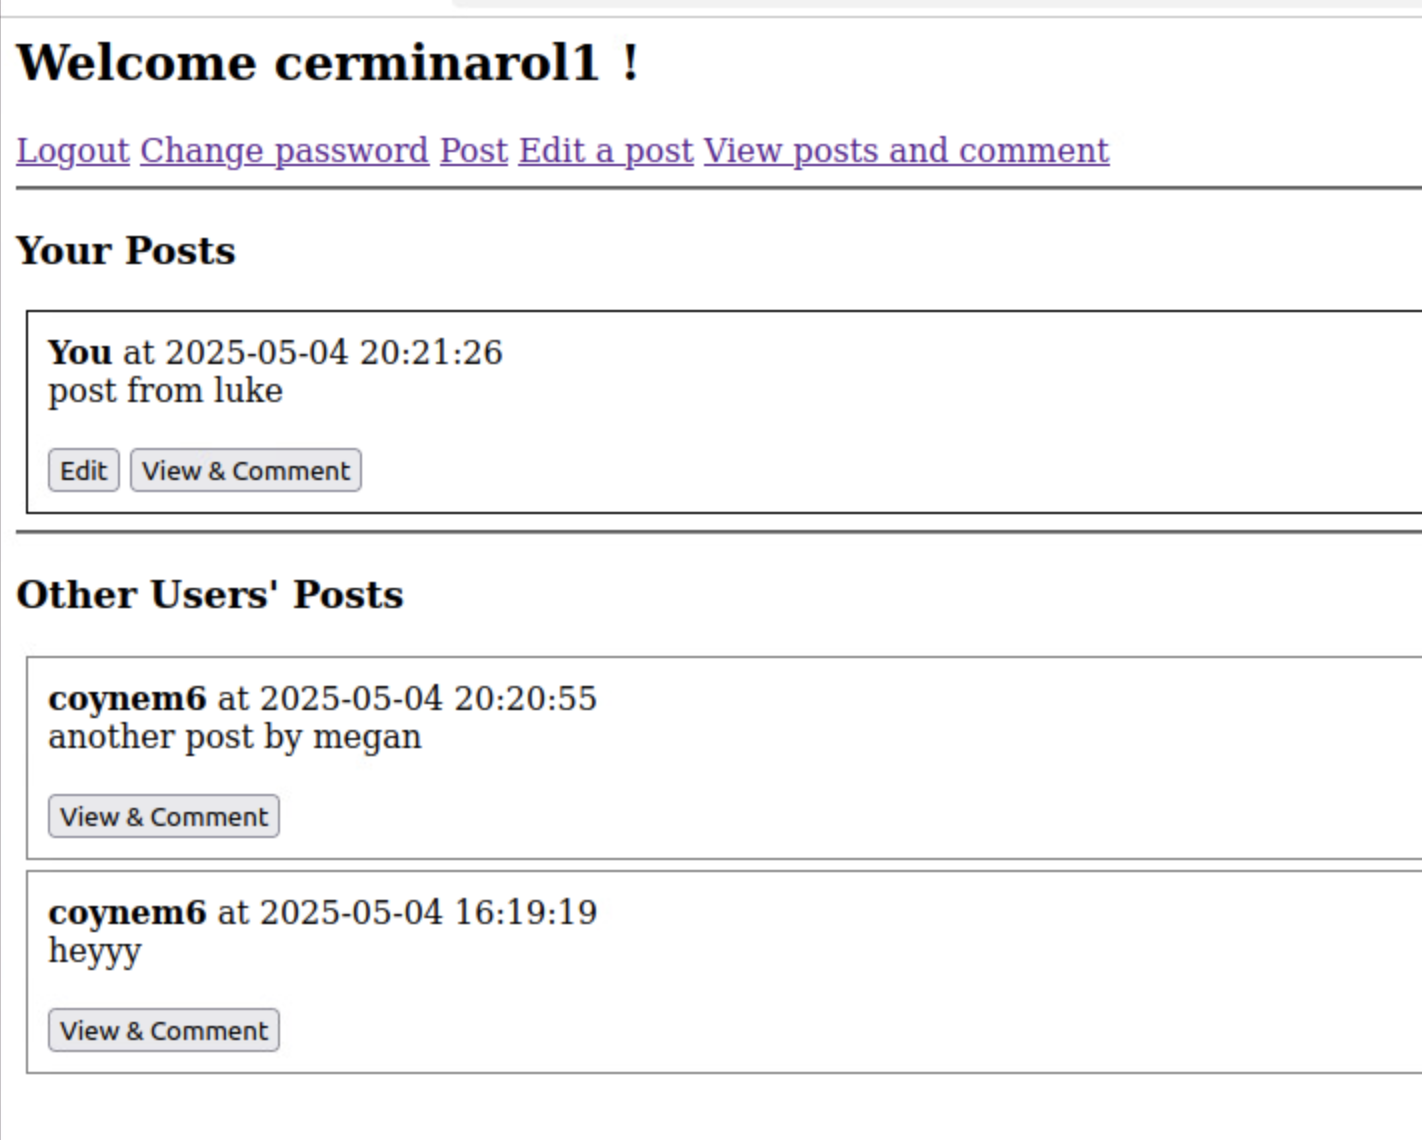 Welcome cerminarol1 !
Logout Change password Post Edit a post View posts and comment
Your Posts
You at 2025-05-04 20:21:26
post from luke
Edit View & Comment
Other Users' Posts
coynem6 at 2025-05-04 20:20:55
another post by megan
View & Comment
coynem6 at 2025-05-04 16:19:19
heyyy
View & Comment